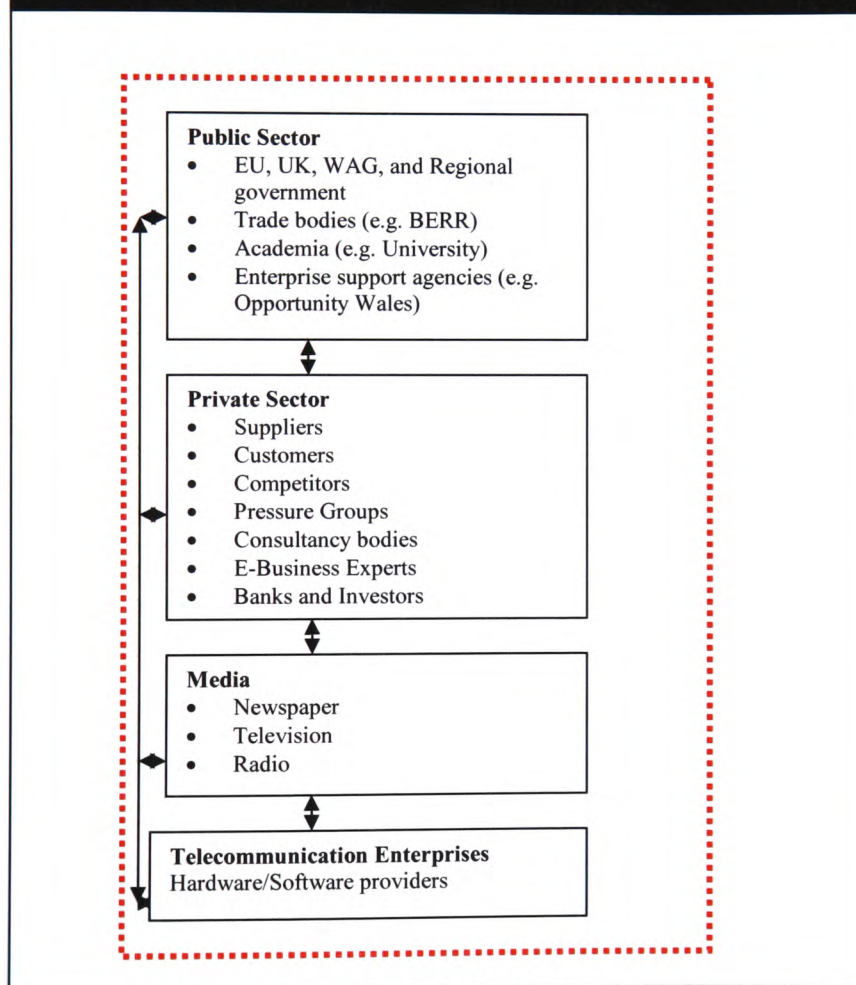 Public Sector
• EU, UK, WAG, and Regional
government
• Trade bodies (e.g. BERR)
• Academia (e.g. University)
• Enterprise support agencies (e.g.
Opportunity Wales)
Private Sector
• Suppliers
• Customers
• Competitors
• Pressure Groups
• Consultancy bodies
• E-Business Experts
• Banks and Investors
Media
• Newspaper
• Television
• Radio
Telecommunication Enterprises
Hardware/Software providers